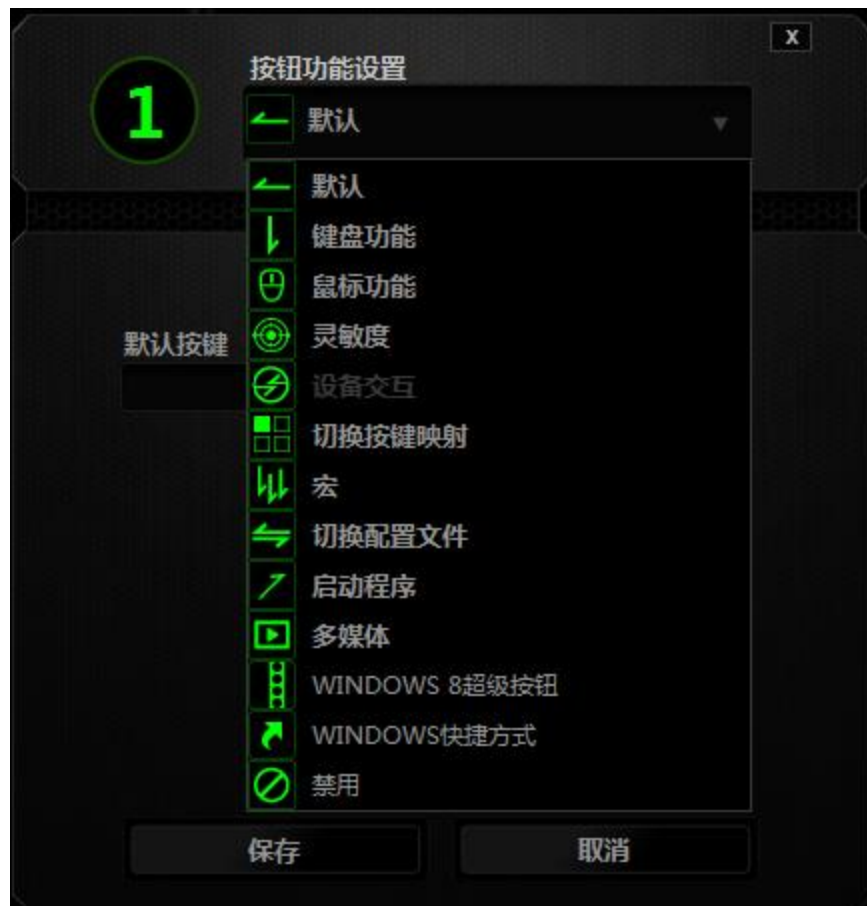 X
按钮功能设置
1
默认
默认
键盘功能
鼠标功能
灵敏度
默认按键
设备交互
切换按键映射
宏
切换配置文件
启动程序
多媒体
WINDOWS 8超级按钮
WINDOWS快捷方式
禁用
保存
取消